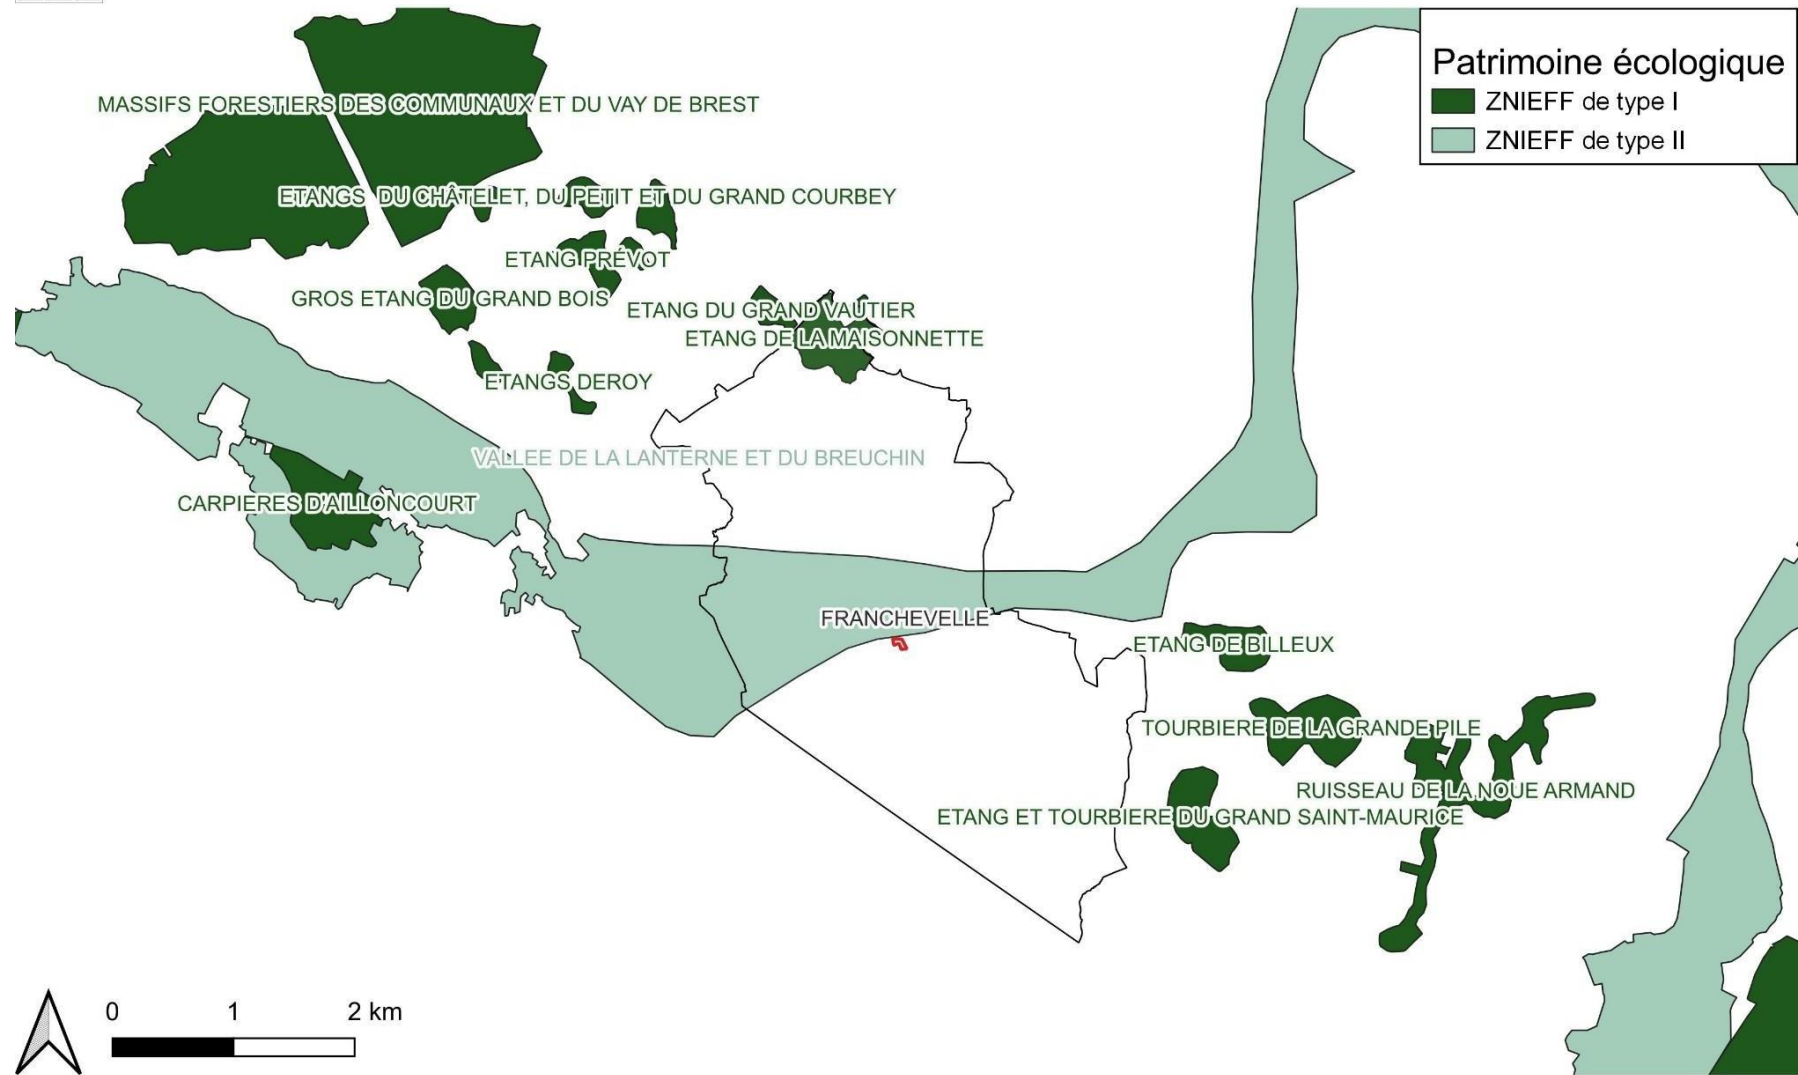 Patrimoine écologique
ZNIEFF de type I
ZNIEFF de type II
MASSIFS FORESTIERS DES COMMUNAUX ET DU VAY DE BREST
ETANGS DU CHÂTELET, DU PETIT ET DU GRAND COURBEY
ETANG PRÉVOT
GROS ETANG DU GRAND BOIS
ETANG DU GRAND VAUTIER
ETANG DE LA MAISONNETTE
ETANGS DEROY
VALLEE DE LA LANTERNE ET DU BREUCHIN
CARPIERES D'AILLONCOURT
FRANCHEVELLE
ETANG DE BILLEUX
TOURBIERE DE LA GRANDE PILE
RUISSEAU DE LA NOUE ARMAND
ETANG ET TOURBIERE DU GRAND SAINT-MAURICE
0 1 2 km